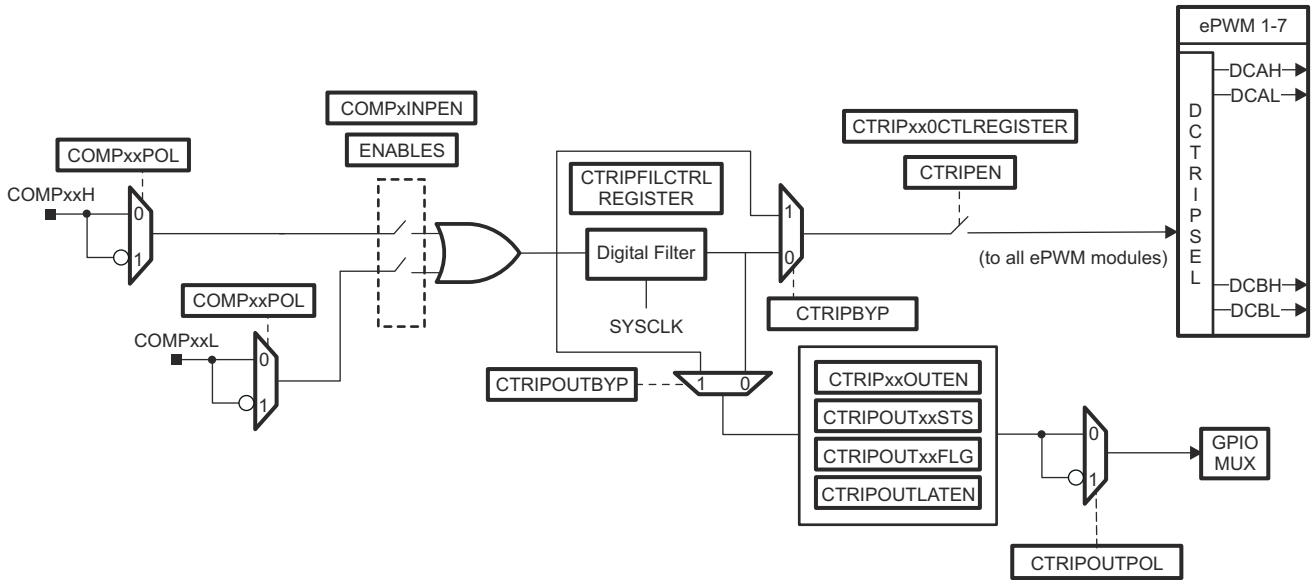 ePWM 1-7
DCAH
DCAL
DCTRIPSEL
DCBH
DCBL
COMPxINPEN
ENABLES
COMPxxPOL
COMPxxH
0
1
CTRIPxx0CTLREGISTER
CTRIPEN
CTRIPFILCTRL
REGISTER
1
0
Digital Filter
(to all ePWM modules)
SYSCLK
CTRIPBYP
COMPxxPOL
COMPxxL
0
1
CTRIPOUTBYP
1 0
CTRIPxxOUTEN
CTRIPOUTxxSTS
CTRIPOUTxxFLG
CTRIPOUTLATEN
0
1
GPIO
MUX
CTRIPOUTPOL